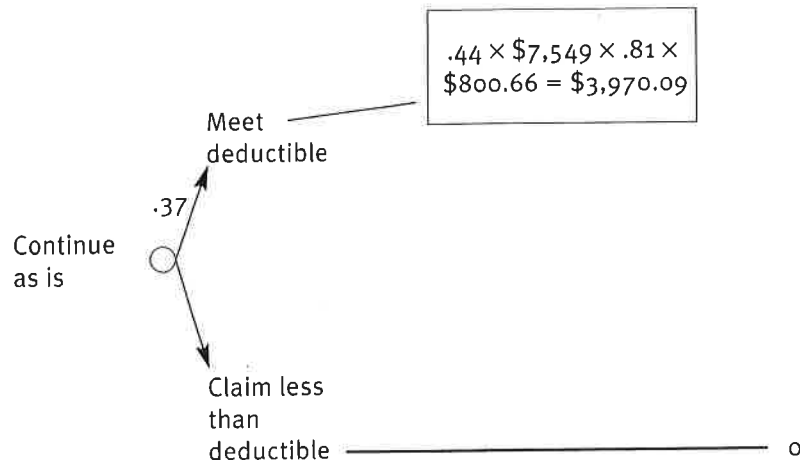 .44 × $7,549 × .81 ×
$800.66 = $3,970.09
Meet
deductible
.37
Continue
as is
Claim less
than
deductible
0